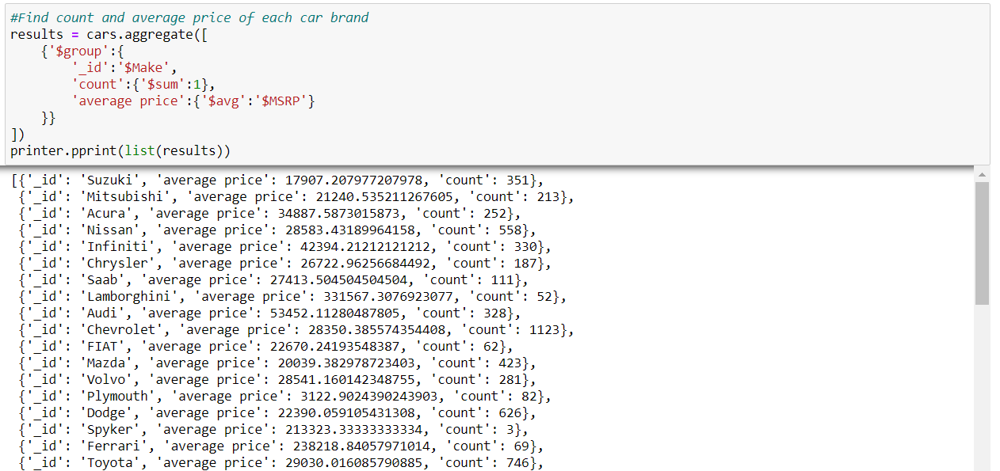 #Find count and average price of each car brand
results = cars.aggregate([
    {'$group':{
        '_id':'$Make',
        'count':{'$sum':1},
        'average price':{'$avg':'$MSRP'}
    }}
])
printer.pprint(list(results))
[{'_id': 'Suzuki', 'average price': 17907.207977207978, 'count': 351},
 {'_id': 'Mitsubishi', 'average price': 21240.535211267605, 'count': 213},
 {'_id': 'Acura', 'average price': 34887.5873015873, 'count': 252},
 {'_id': 'Nissan', 'average price': 28583.43189964158, 'count': 558},
 {'_id': 'Infiniti', 'average price': 42394.21212121212, 'count': 330},
 {'_id': 'Chrysler', 'average price': 26722.96256684492, 'count': 187},
 {'_id': 'Saab', 'average price': 27413.504504504504, 'count': 111},
 {'_id': 'Lamborghini', 'average price': 331567.3076923077, 'count': 52},
 {'_id': 'Audi', 'average price': 53452.11280487805, 'count': 328},
 {'_id': 'Chevrolet', 'average price': 28350.385574354408, 'count': 1123},
 {'_id': 'FIAT', 'average price': 22670.24193548387, 'count': 62},
 {'_id': 'Mazda', 'average price': 20039.382978723403, 'count': 423},
 {'_id': 'Volvo', 'average price': 28541.160142348755, 'count': 281},
 {'_id': 'Plymouth', 'average price': 3122.9024390243903, 'count': 82},
 {'_id': 'Dodge', 'average price': 22390.059105431308, 'count': 626},
 {'_id': 'Spyker', 'average price': 213323.33333333334, 'count': 3},
 {'_id': 'Ferrari', 'average price': 238218.84057971014, 'count': 69},
 {'_id': 'Toyota', 'average price': 29030.016085790885, 'count': 746},